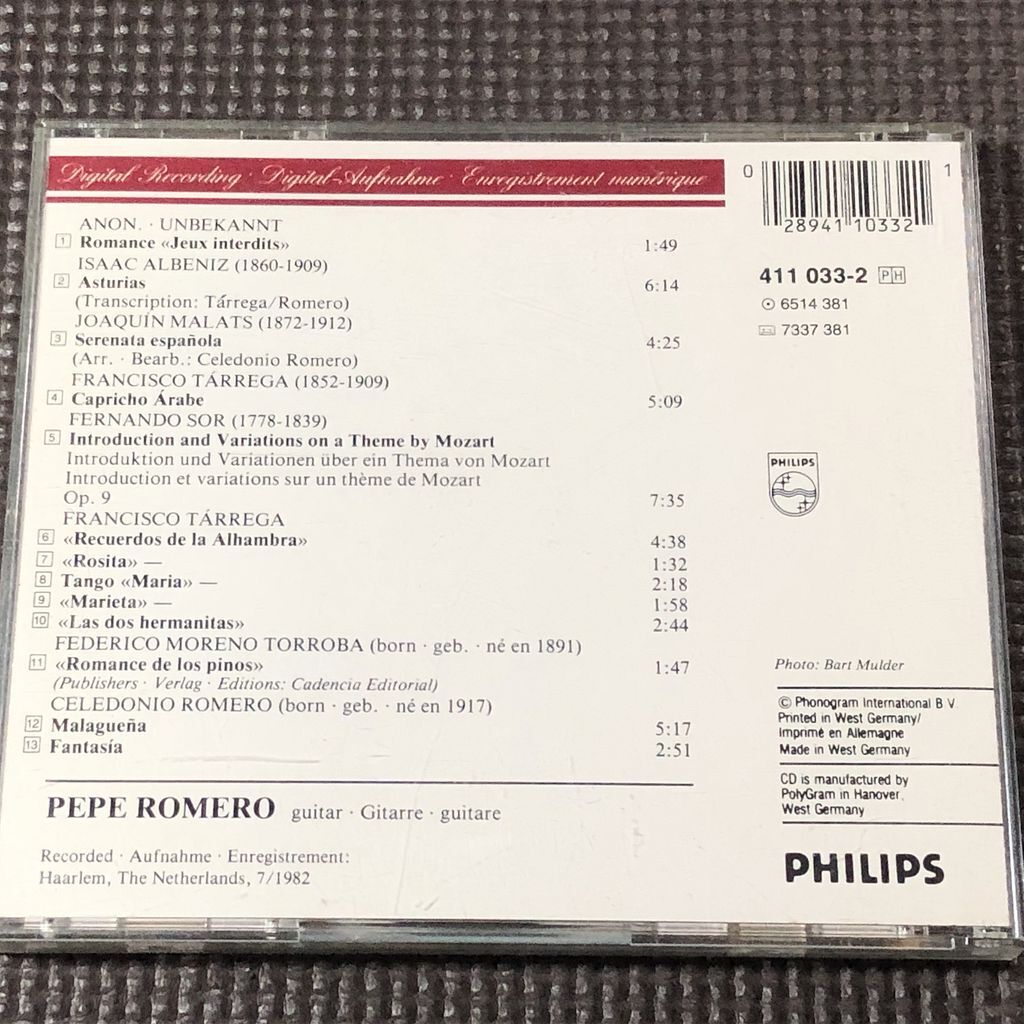 Digital Recording · Digital-Aufnahme · Enregistrement numérique
ANON. · UNBEKANNT
1 Romance «Jeux interdits» 1:49
ISAAC ALBENIZ (1860-1909)
2 Asturias 6:14
(Transcription: Tárrega/Romero)
JOAQUÍN MALATS (1872-1912)
3 Serenata española 4:25
(Arr. · Bearb.: Celedonio Romero)
FRANCISCO TÁRREGA (1852-1909)
4 Capricho Árabe 5:09
FERNANDO SOR (1778-1839)
5 Introduction and Variations on a Theme by Mozart
Introduktion und Variationen über ein Thema von Mozart
Introduction et variations sur un thème de Mozart
Op. 9 7:35
FRANCISCO TÁRREGA
6 «Recuerdos de la Alhambra» 4:38
7 «Rosita» — 1:32
8 Tango «Maria» — 2:18
9 «Marieta» — 1:58
10 «Las dos hermanitas» 2:44
FEDERICO MORENO TORROBA (born · geb. · né en 1891)
11 «Romance de los pinos» 1:47
(Publishers · Verlag · Editions: Cadencia Editorial)
CELEDONIO ROMERO (born · geb. · né en 1917)
12 Malagueña 5:17
13 Fantasía 2:51
PEPE ROMERO guitar · Gitarre · guitare
Recorded · Aufnahme · Enregistrement:
Haarlem, The Netherlands, 7/1982
0 28941 10332 1
411 033-2 PH
6514 381
7337 381
PHILIPS
Photo: Bart Mulder
© Phonogram International B V
Printed in West Germany/
Imprimé en Allemagne
Made in West Germany
CD is manufactured by
PolyGram in Hanover,
West Germany
PHILIPS